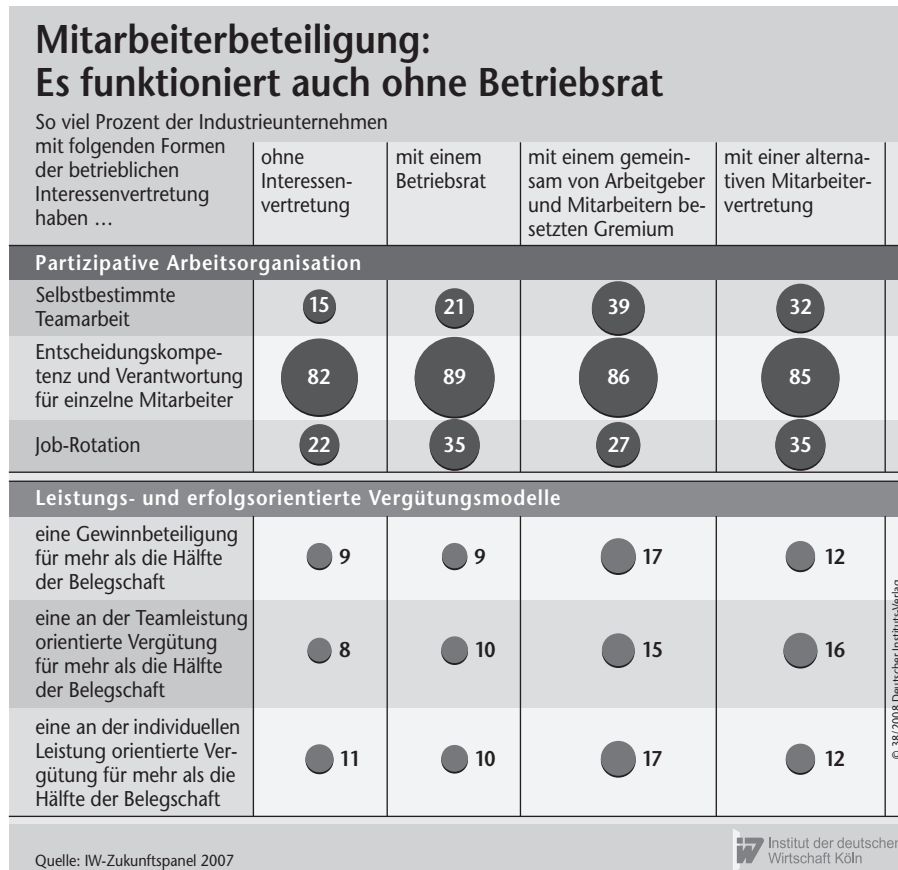 Mitarbeiterbeteiligung:
Es funktioniert auch ohne Betriebsrat
So viel Prozent der Industrieunternehmen
mit folgenden Formen
der betrieblichen
Interessenvertretung
haben …
ohne
Interessen-
vertretung
mit einem
Betriebsrat
mit einem gemein-
sam von Arbeitgeber
und Mitarbeitern be-
setzten Gremium
mit einer alterna-
tiven Mitarbeiter-
vertretung
Partizipative Arbeitsorganisation
Selbstbestimmte
Teamarbeit
15 21 39 32
Entscheidungskompe-
tenz und Verantwortung
für einzelne Mitarbeiter
82 89 86 85
Job-Rotation
22 35 27 35
Leistungs- und erfolgsorientierte Vergütungsmodelle
eine Gewinnbeteiligung
für mehr als die Hälfte
der Belegschaft
9 9 17 12
eine an der Teamleistung
orientierte Vergütung
für mehr als die Hälfte
der Belegschaft
8 10 15 16
eine an der individuellen
Leistung orientierte Ver-
gütung für mehr als die
Hälfte der Belegschaft
11 10 17 12
© 38/2008 Deutscher Instituts-Verlag
Quelle: IW-Zukunftspanel 2007
iw
Institut der deutschen
Wirtschaft Köln